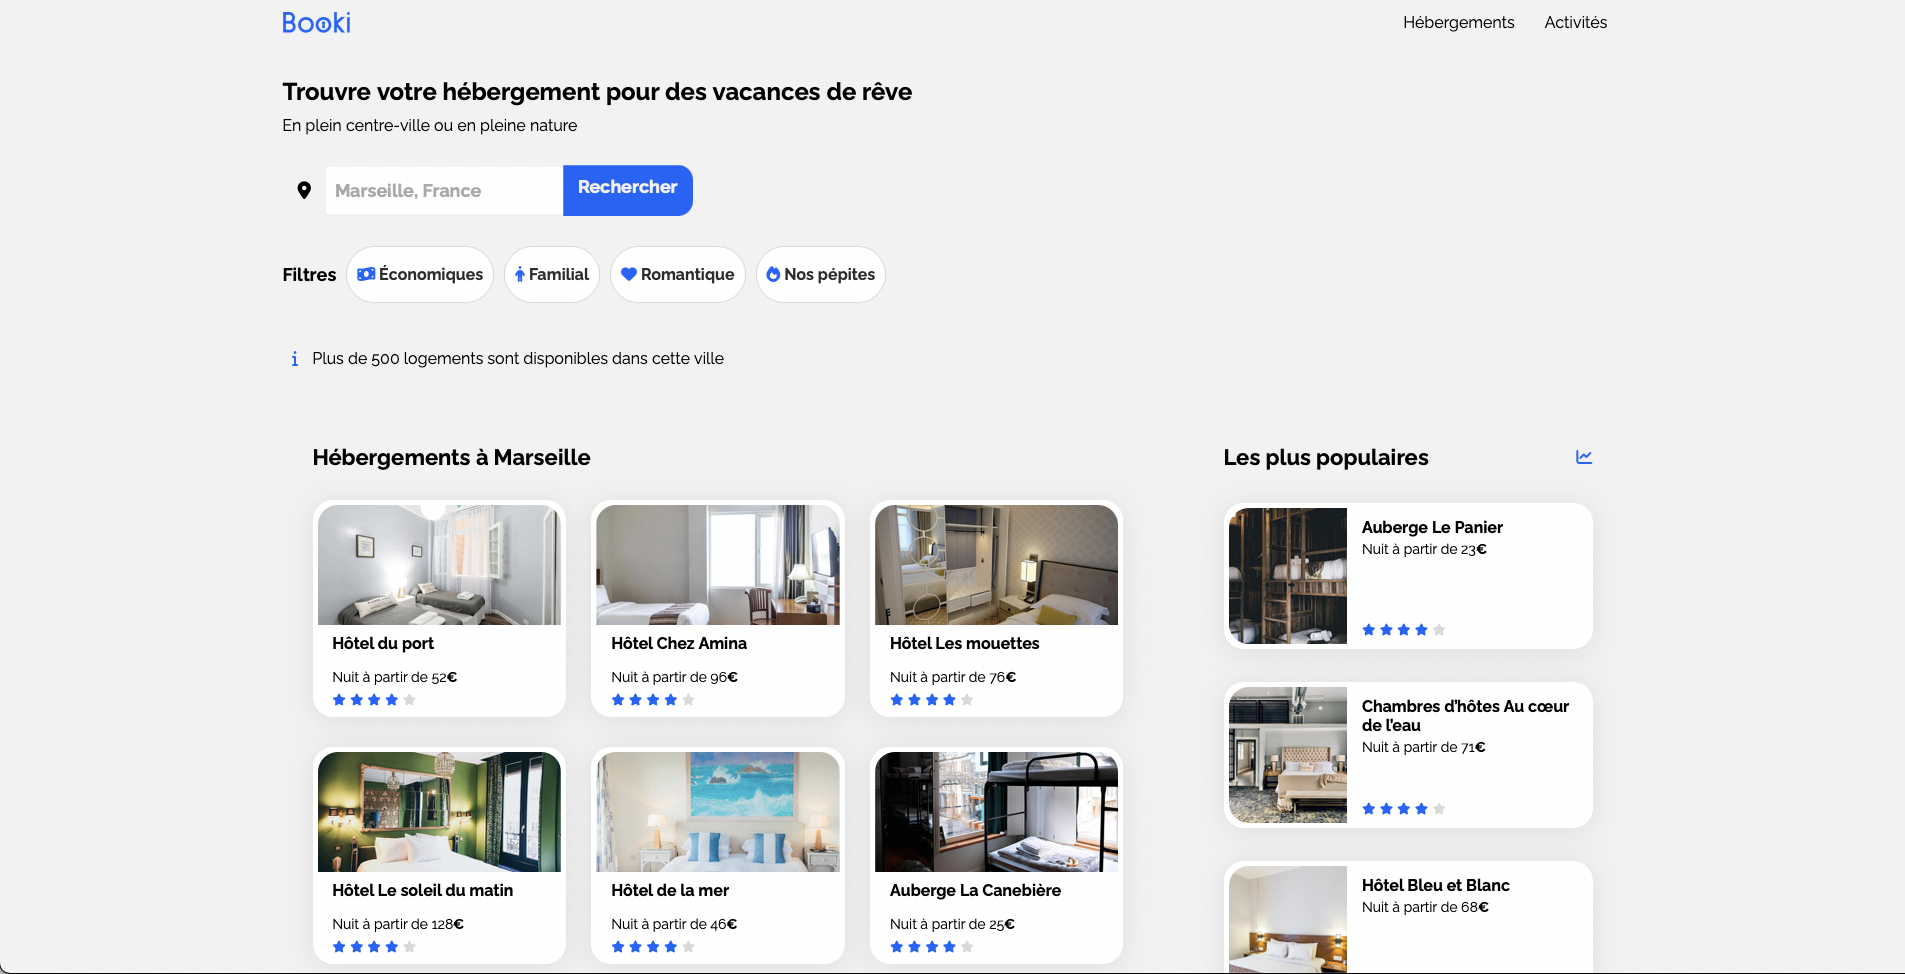 Booki
Hébergements
Activités
Trouvre votre hébergement pour des vacances de rêve
En plein centre-ville ou en pleine nature
Marseille, France
Rechercher
Filtres
Économiques
Familial
Romantique
Nos pépites
Plus de 500 logements sont disponibles dans cette ville
Hébergements à Marseille
Hôtel du port
Nuit à partir de 52€
Hôtel Chez Amina
Nuit à partir de 96€
Hôtel Les mouettes
Nuit à partir de 76€
Hôtel Le soleil du matin
Nuit à partir de 128€
Hôtel de la mer
Nuit à partir de 46€
Auberge La Canebière
Nuit à partir de 25€
Les plus populaires
Auberge Le Panier
Nuit à partir de 23€
Chambres d'hôtes Au cœur
de l'eau
Nuit à partir de 71€
Hôtel Bleu et Blanc
Nuit à partir de 68€